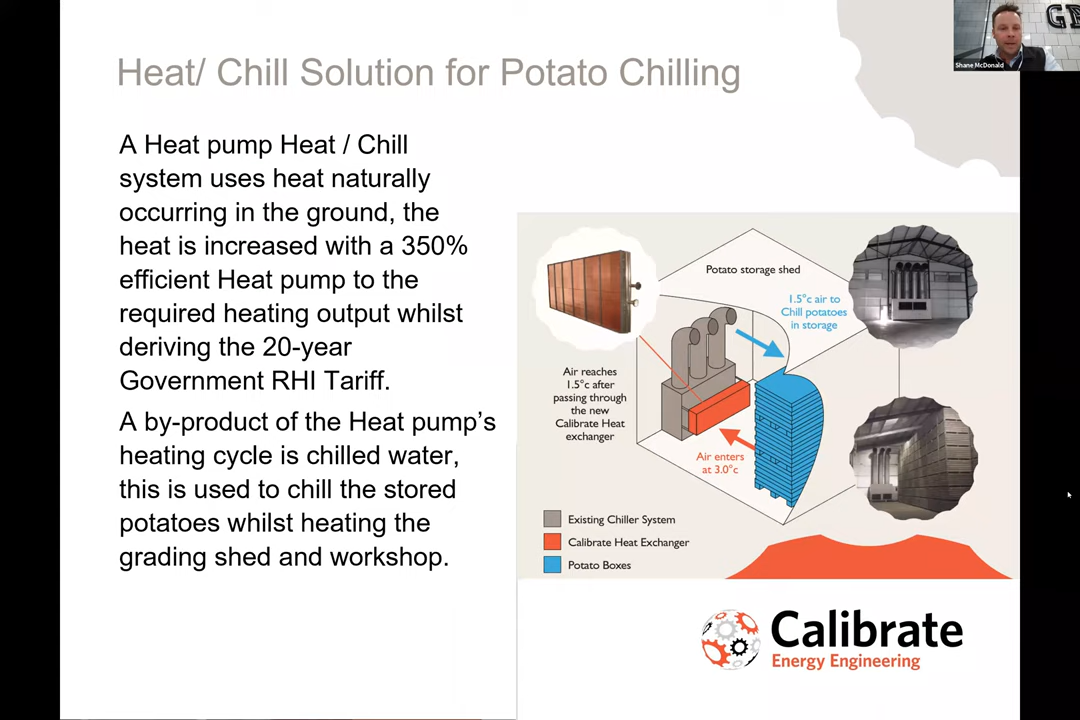 Heat/ Chill Solution for Potato Chilling
Shane McDonald
A Heat pump Heat / Chill
system uses heat naturally
occurring in the ground, the
heat is increased with a 350%
efficient Heat pump to the
required heating output whilst
deriving the 20-year
Government RHI Tariff.
A by-product of the Heat pump’s
heating cycle is chilled water,
this is used to chill the stored
potatoes whilst heating the
grading shed and workshop.
Potato storage shed
1.5°c air to
Chill potatoes
in storage
Air reaches
1.5°c after
passing through
the new
Calibrate Heat
exchanger
Air enters
at 3.0°c
Existing Chiller System
Calibrate Heat Exchanger
Potato Boxes
Calibrate
Energy Engineering